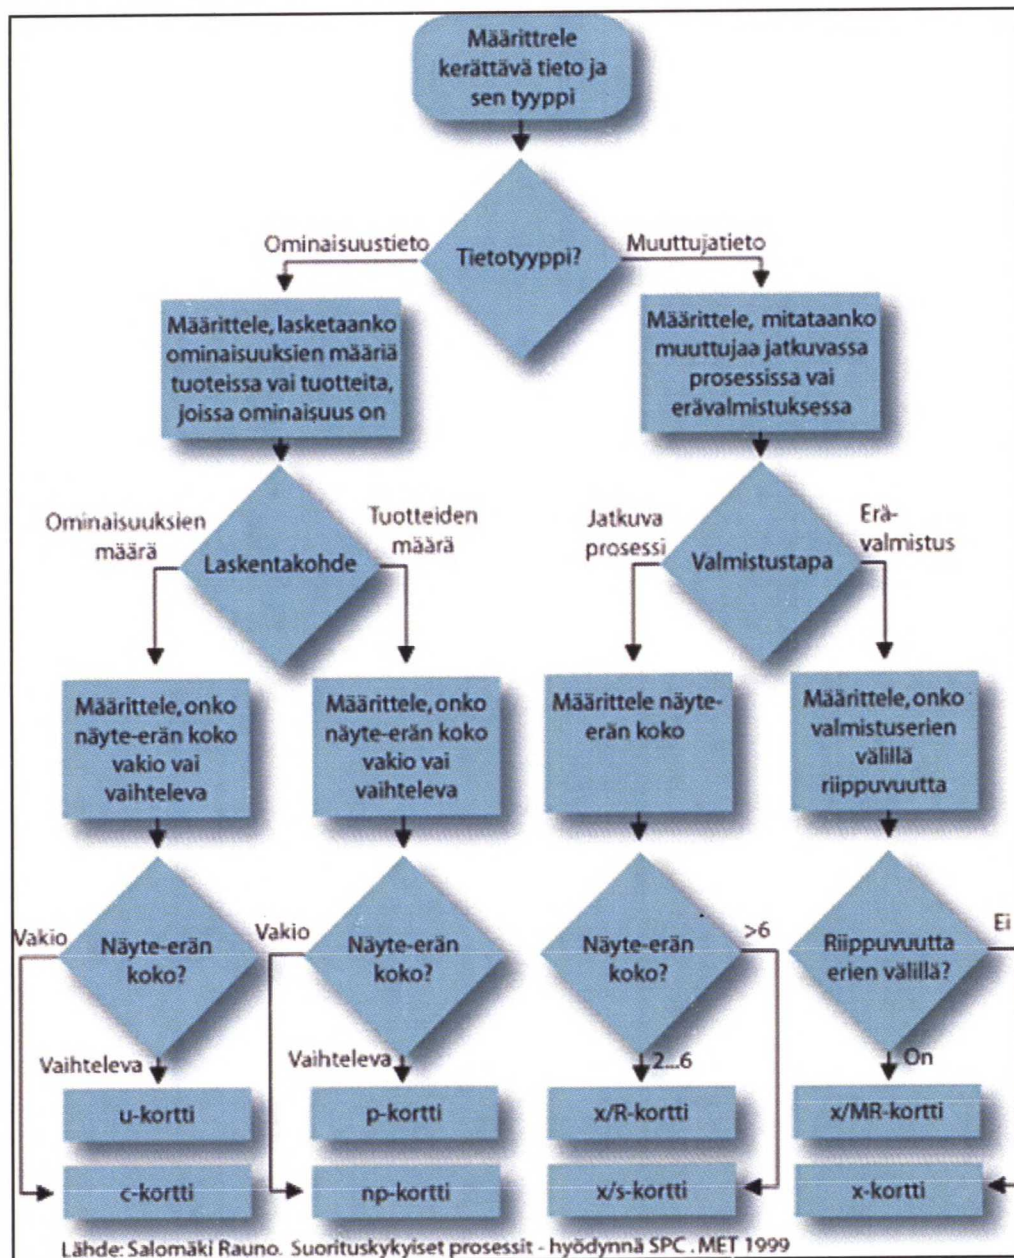 Määrittrele
kerättävä tieto ja
sen tyyppi
Ominaisuustieto
Tietotyyppi?
Muuttujatieto
Määrittele, lasketaanko
ominaisuuksien määriä
tuoteissa vai tuotteita,
joissa ominaisuus on
Määrittele, mitataanko
muuttujaa jatkuvassa
prosessissa vai
erävalmistuksessa
Ominaisuuksien
määrä
Laskentakohde
Tuotteiden
määrä
Jatkuva
prosessi
Valmistustapa
Erä-
valmistus
Määrittele, onko
näyte-erän koko
vakio vai
vaihteleva
Määrittele, onko
näyte-erän koko
vakio vai
vaihteleva
Määrittele näyte-
erän koko
Määrittele, onko
valmistuserien
välillä
riippuvuutta
Vakio
Näyte-erän
koko?
Vaihteleva
Vakio
Näyte-erän
koko?
Vaihteleva
Näyte-erän
koko?
>6
2...6
Riippuvuutta
erien välillä?
Ei
On
u-kortti
p-kortti
x/R-kortti
x/MR-kortti
c-kortti
np-kortti
x/s-kortti
x-kortti
Lähde: Salomäki Rauno. Suorituskykyiset prosessit - hyödynnä SPC . MET 1999